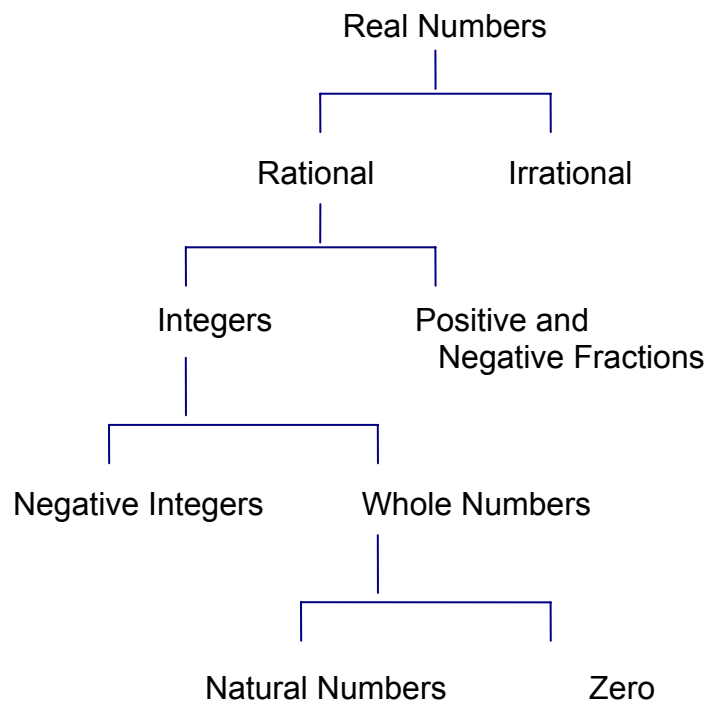 Real Numbers
Rational
Irrational
Integers
Positive and
Negative Fractions
Negative Integers
Whole Numbers
Natural Numbers
Zero